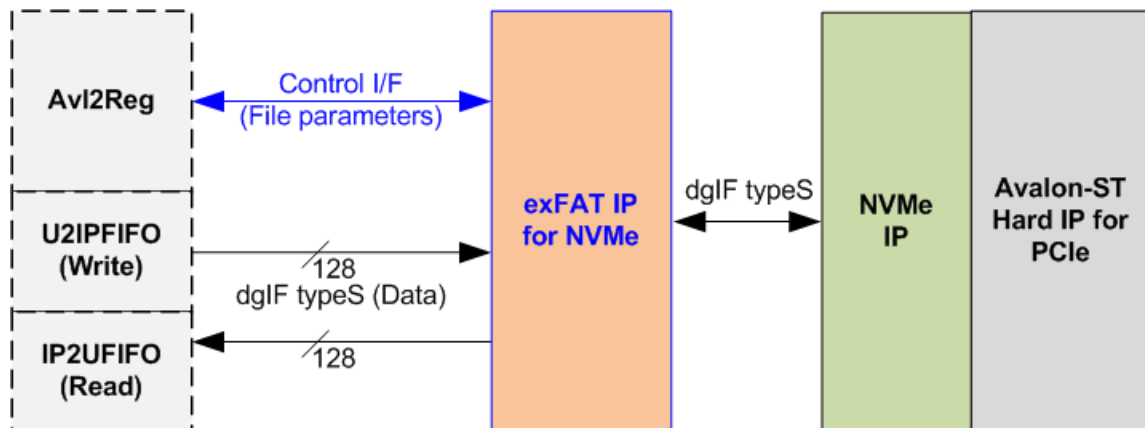 Avl2Reg
U2IPFIFO
(Write)
IP2UFIFO
(Read)
Control I/F
(File parameters)
128
dgIF typeS (Data)
128
exFAT IP
for NVMe
dgIF typeS
NVMe
IP
Avalon-ST
Hard IP for
PCIe